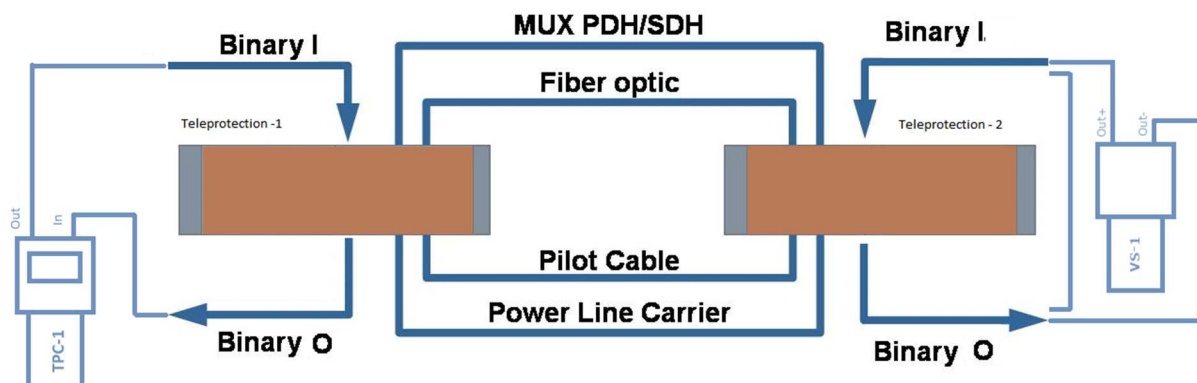 MUX PDH/SDH
Binary I
Binary I.
Fiber optic
Teleprotection -1
Teleprotection - 2
Out+
Out-
Out
In
VS-1
Pilot Cable
Power Line Carrier
Binary O
Binary O
TPC-1